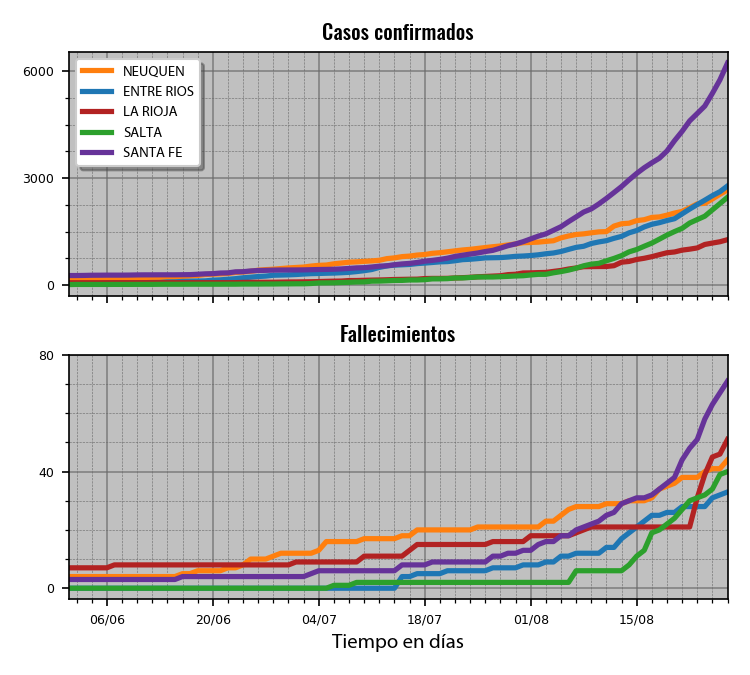 Casos confirmados
6000
3000
0
NEUQUEN
ENTRE RIOS
LA RIOJA
SALTA
SANTA FE
Fallecimientos
80
40
0
06/06 20/06 04/07 18/07 01/08 15/08
Tiempo en días